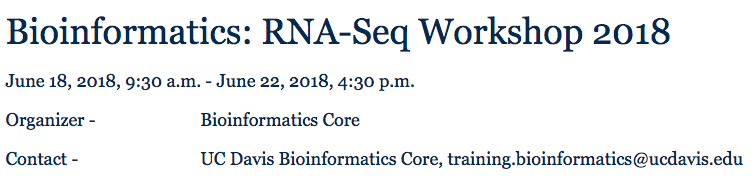 Bioinformatics: RNA-Seq Workshop 2018
June 18, 2018, 9:30 a.m. - June 22, 2018, 4:30 p.m.
Organizer - Bioinformatics Core
Contact - UC Davis Bioinformatics Core, training.bioinformatics@ucdavis.edu